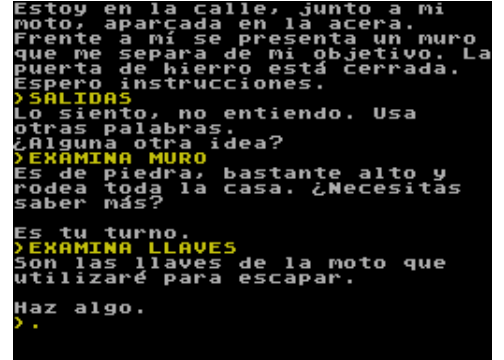 Estoy en la calle, junto a mi
moto, aparcada en la acera.
Frente a mí se presenta un muro
que me separa de mi objetivo. La
puerta de hierro está cerrada.
Espero instrucciones.
>SALIDAS
Lo siento, no entiendo. Usa
otras palabras.
¿Alguna otra idea?
>EXAMINA MURO
Es de piedra, bastante alto y
rodea toda la casa. ¿Necesitas
saber más?
Es tu turno.
>EXAMINA LLAVES
Son las llaves de la moto que
utilizaré para escapar.
Haz algo.
>.